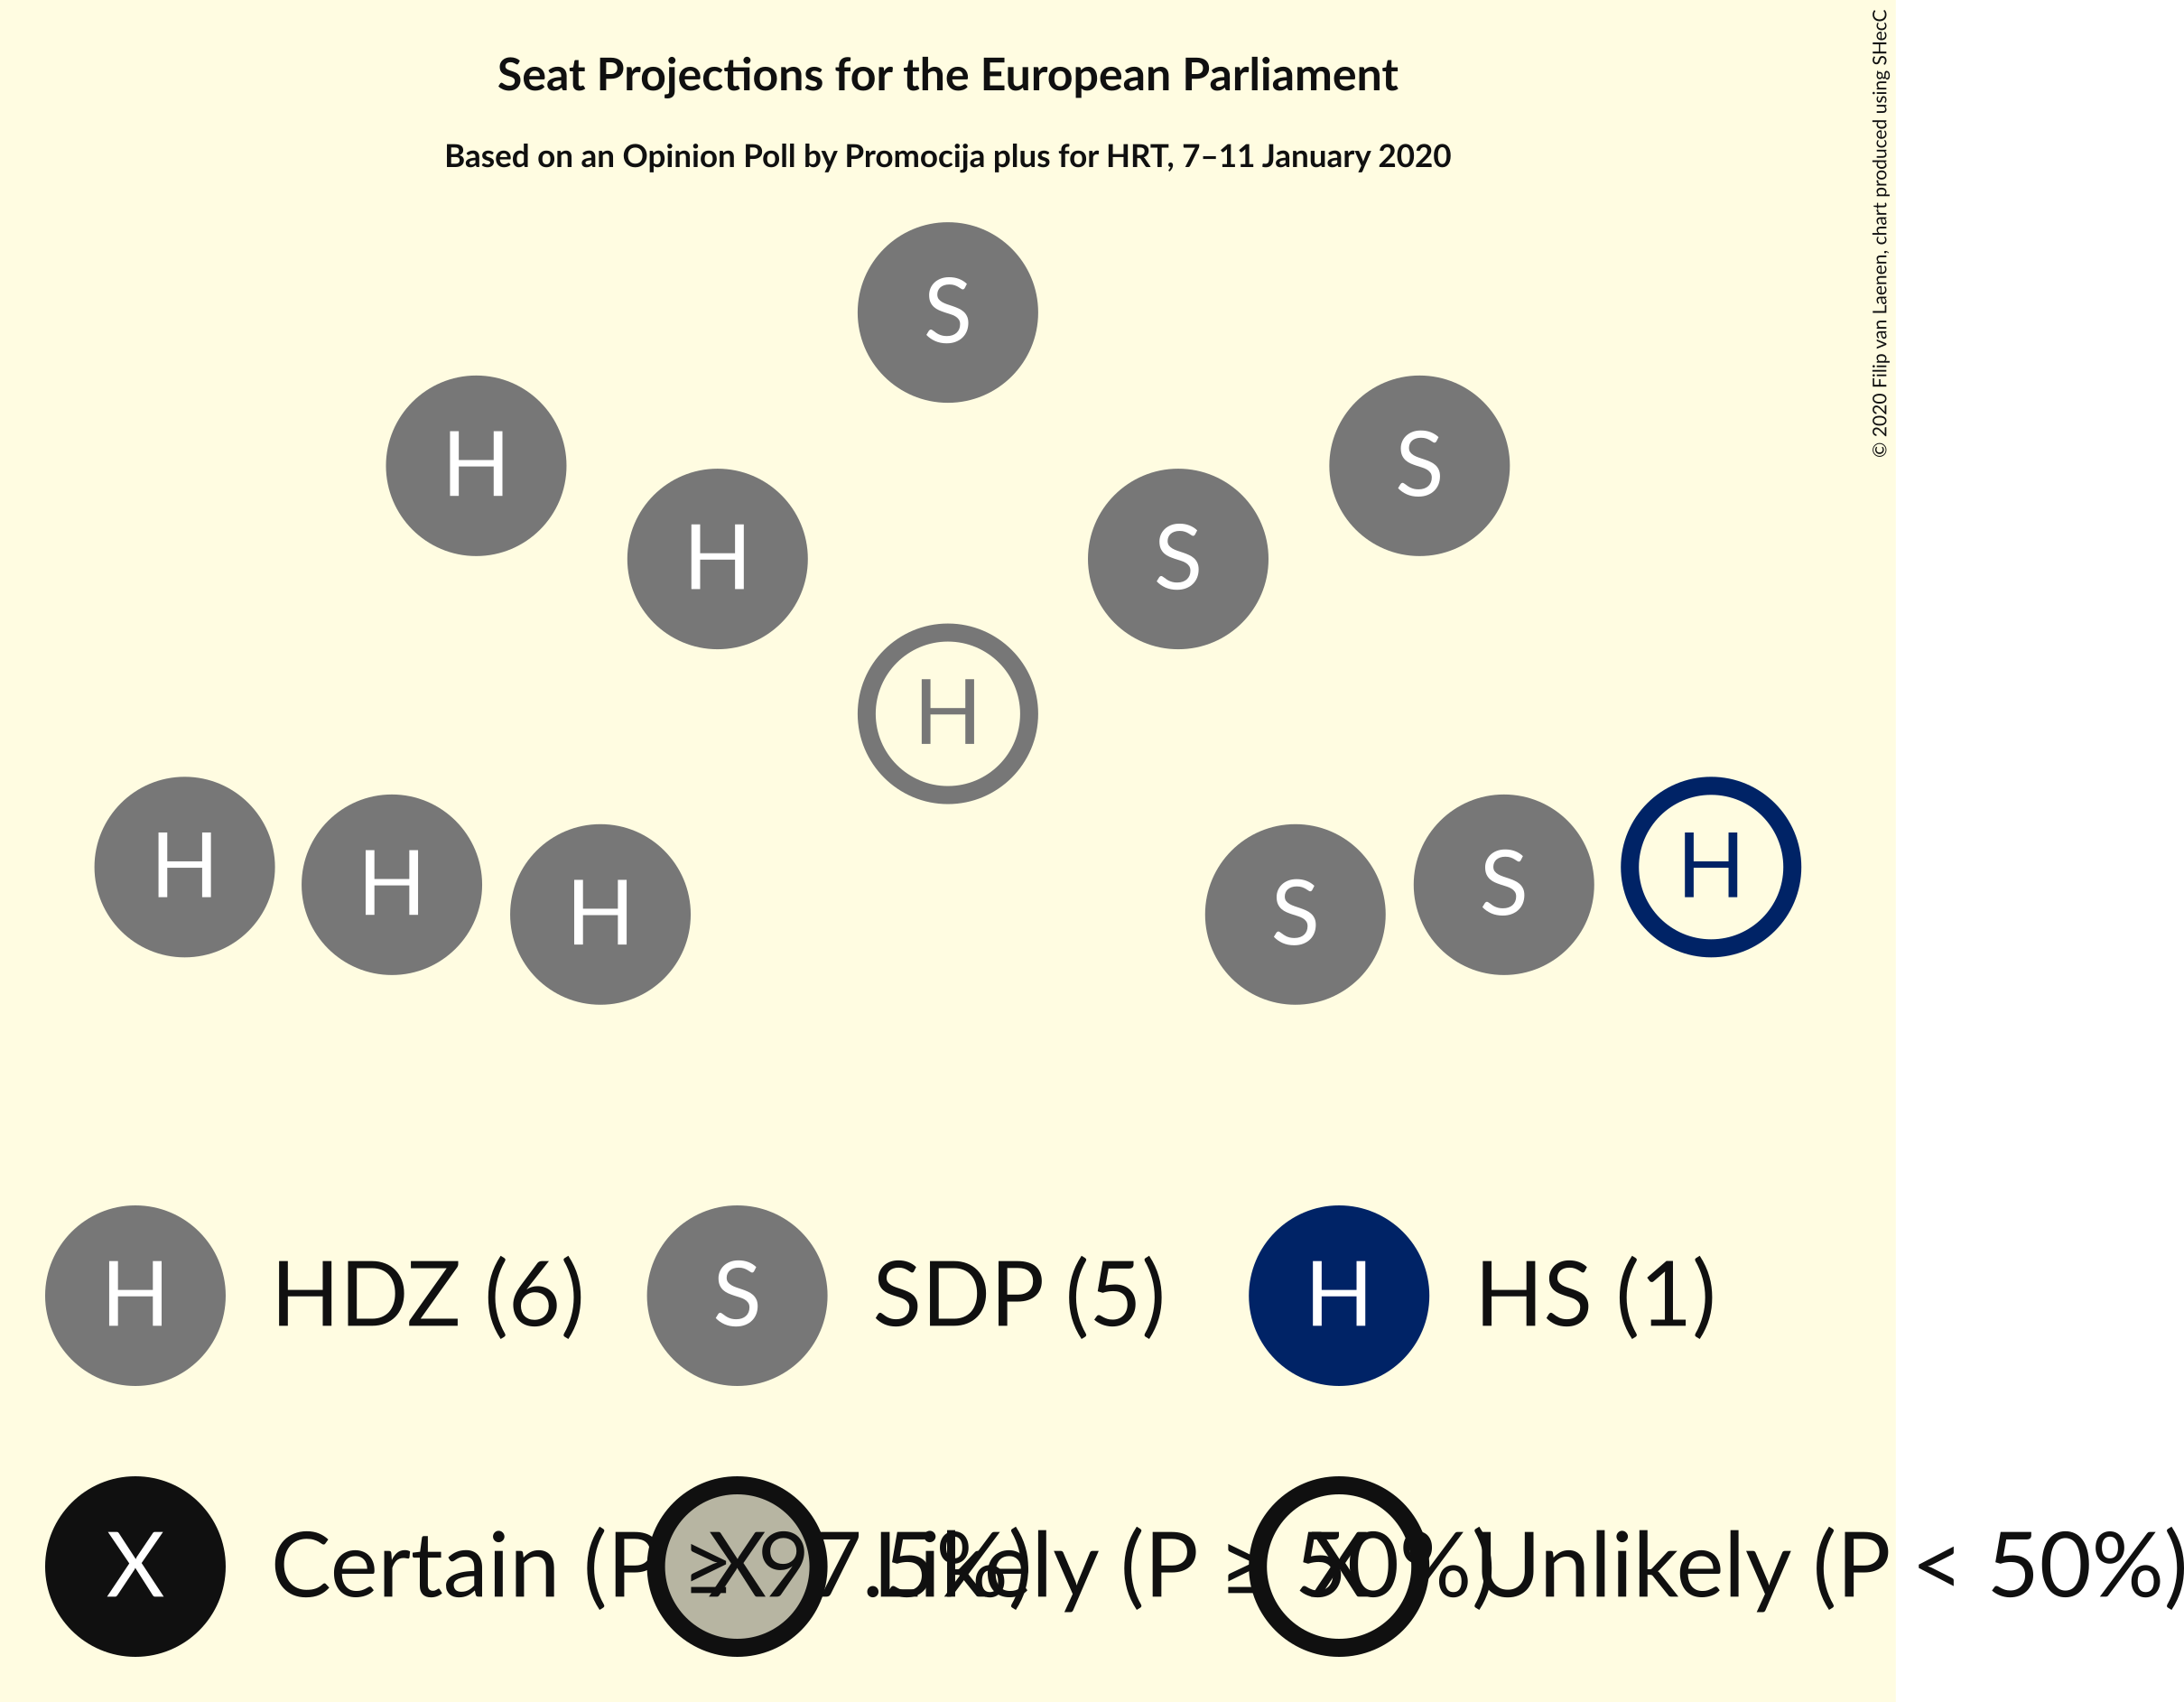 Seat Projections for the European Parliament
Based on an Opinion Poll by Promocija plus for HRT, 7–11 January 2020
© 2020 Filip van Laenen, chart produced using SHecC
S
H
S
H
S
H
H
H
H
S
S
H
H HDZ (6) S SDP (5) H HS (1)
X Certain (P ≥ 97.5%) X Likely (P ≥ 50%) X Unlikely (P < 50%)